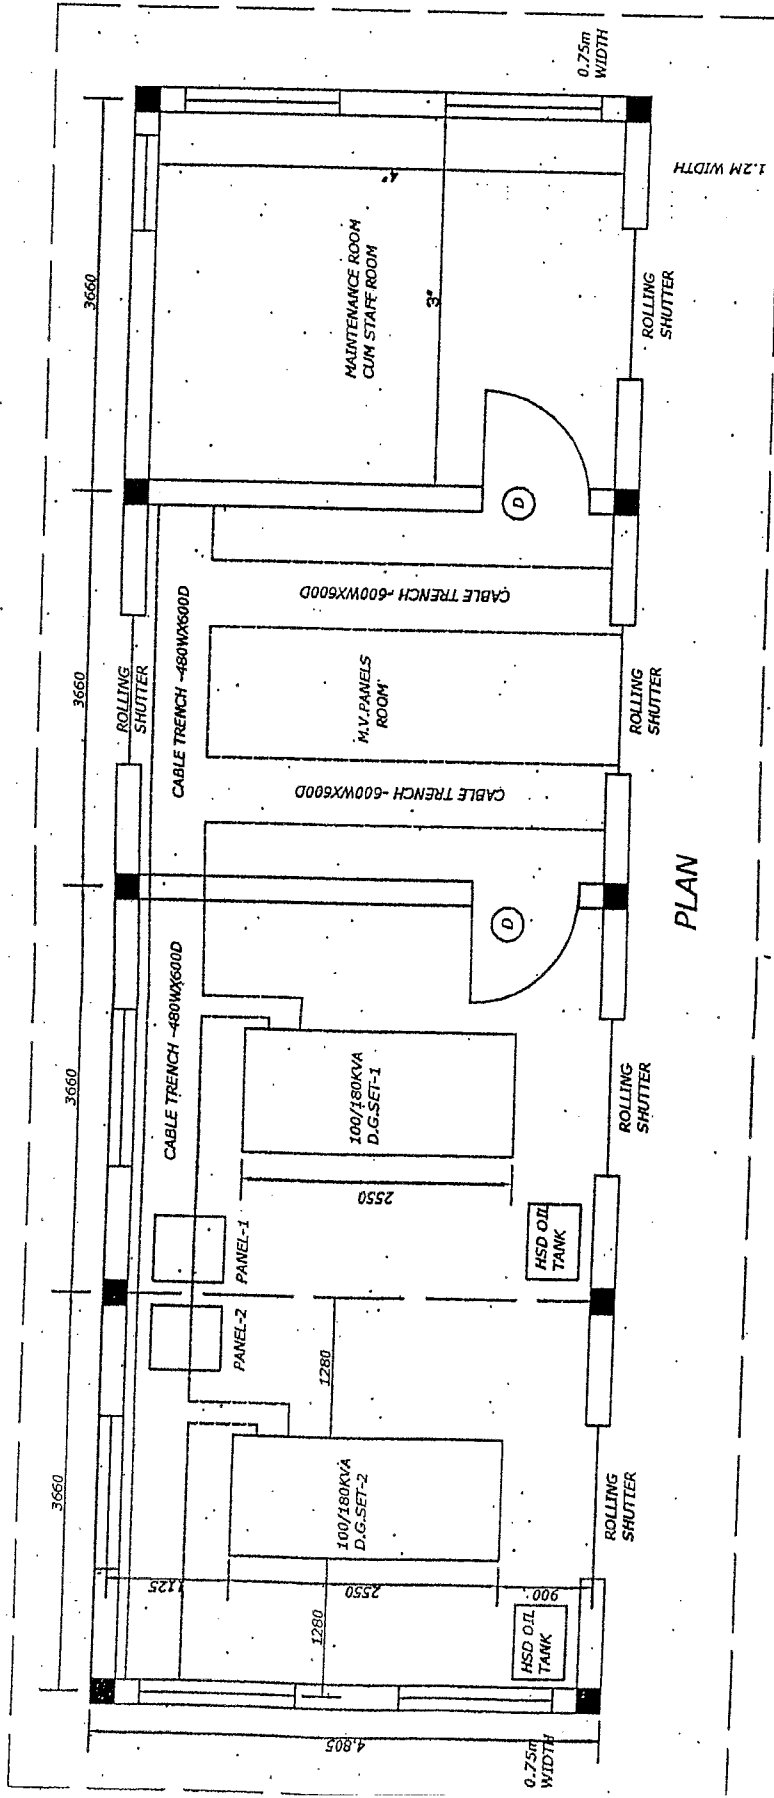 0.75m
WIDTH
1.2M WIDTH
4"
3"
MAINTENANCE ROOM
CUM STAFF ROOM
3660
ROLLING
SHUTTER
D
CABLE TRENCH -600WX600D
CABLE TRENCH -480WX600D
3660
ROLLING
SHUTTER
M.V.PANELS
ROOM
ROLLING
SHUTTER
CABLE TRENCH -600WX600D
PLAN
D
CABLE TRENCH -480WX600D
3660
100/180KVA
D.G.SET-1
ROLLING
SHUTTER
2550
PANEL-1
HSD OIL
TANK
PANEL-2
1280
3660
100/180KVA
D.G.SET-2
ROLLING
SHUTTER
1125
2550
900
1280
HSD OIL
TANK
4.805
0.75m
WIDTH